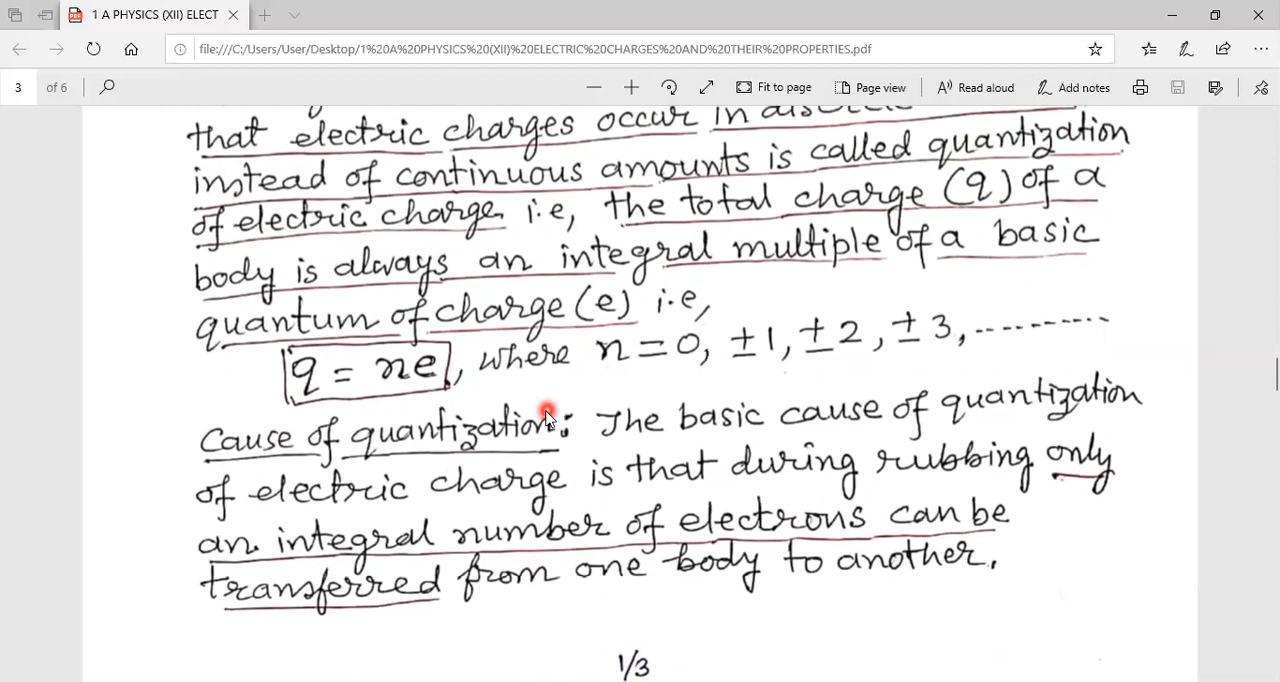 1 A PHYSICS (XII) ELECT
file:///C:/Users/User/Desktop/1%20A%20PHYSICS%20(XII)%20ELECTRIC%20CHARGES%20AND%20THEIR%20PROPERTIES.pdf
3 of 6 Fit to page Page view Read aloud Add notes
that electric charges occur in
instead of continuous amounts is called quantization
of electric charge i.e, the total charge (q) of a
body is always an integral multiple of a basic
quantum of charge (e) i.e,
q = ne, where n = 0, ±1, ±2, ±3, ----------
Cause of quantization: The basic cause of quantization
of electric charge is that during rubbing only
an integral number of electrons can be
transferred from one body to another.
1/3